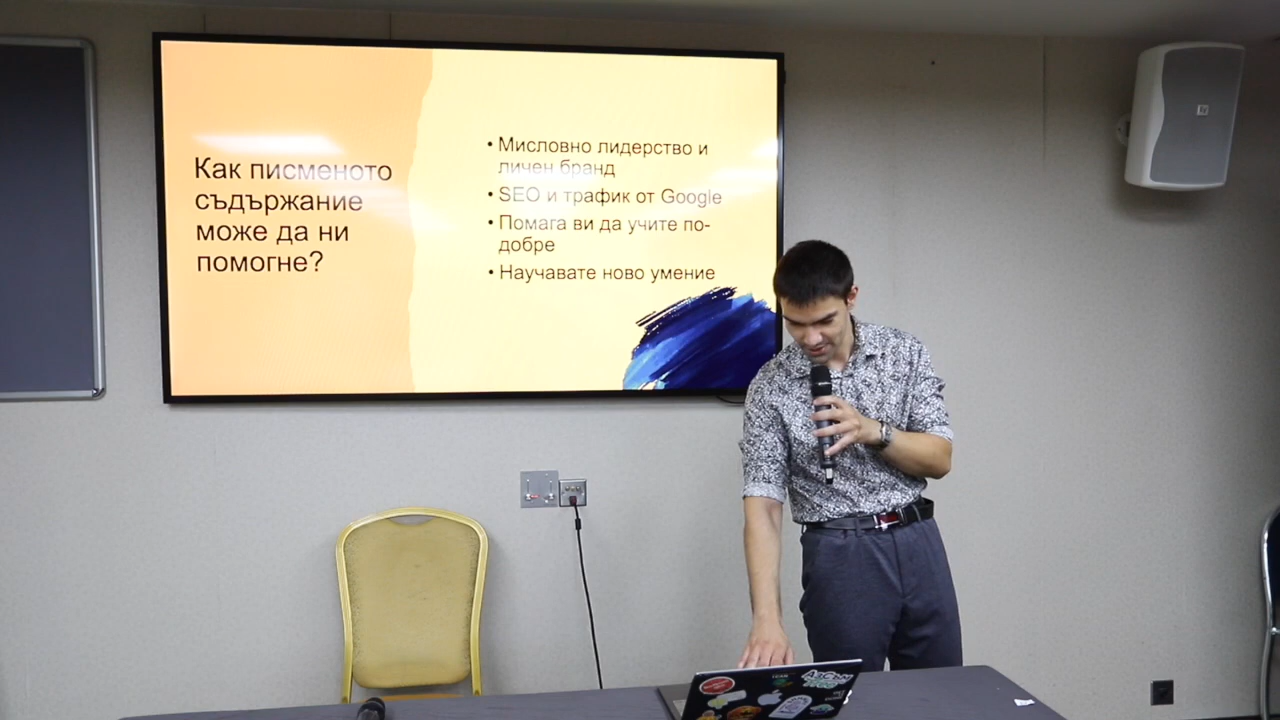 Как писменото
съдържание
може да ни
помогне?
• Мисловно лидерство и
личен бранд
• SEO и трафик от Google
• Помага ви да учите по-
добре
• Научавате ново умение